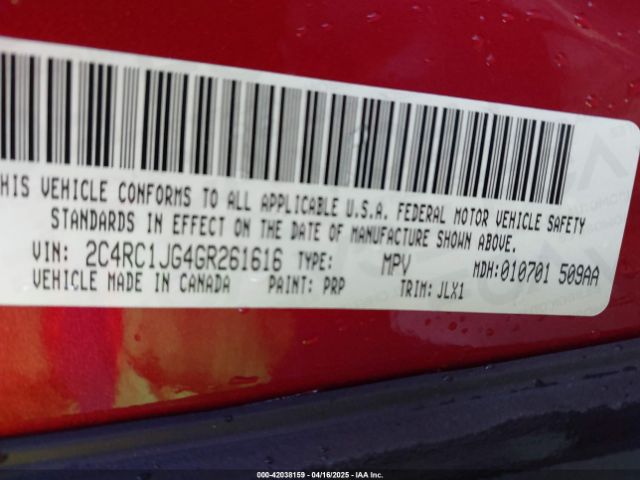 THIS VEHICLE CONFORMS TO ALL APPLICABLE U.S.A. FEDERAL MOTOR VEHICLE SAFETY
STANDARDS IN EFFECT ON THE DATE OF MANUFACTURE SHOWN ABOVE.
VIN: 2C4RC1JG4GR261616 TYPE: MPV MDH:010701 509AA
VEHICLE MADE IN CANADA PAINT: PRP TRIM: JLX1
000-42038159 - 04/16/2025 - IAA Inc.